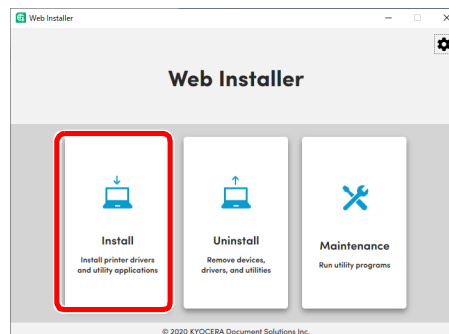 Web Installer
Web Installer
Install
Install printer drivers
and utility applications
Uninstall
Remove devices,
drivers, and utilities
Maintenance
Run utility programs
© 2020 KYOCERA Document Solutions Inc.